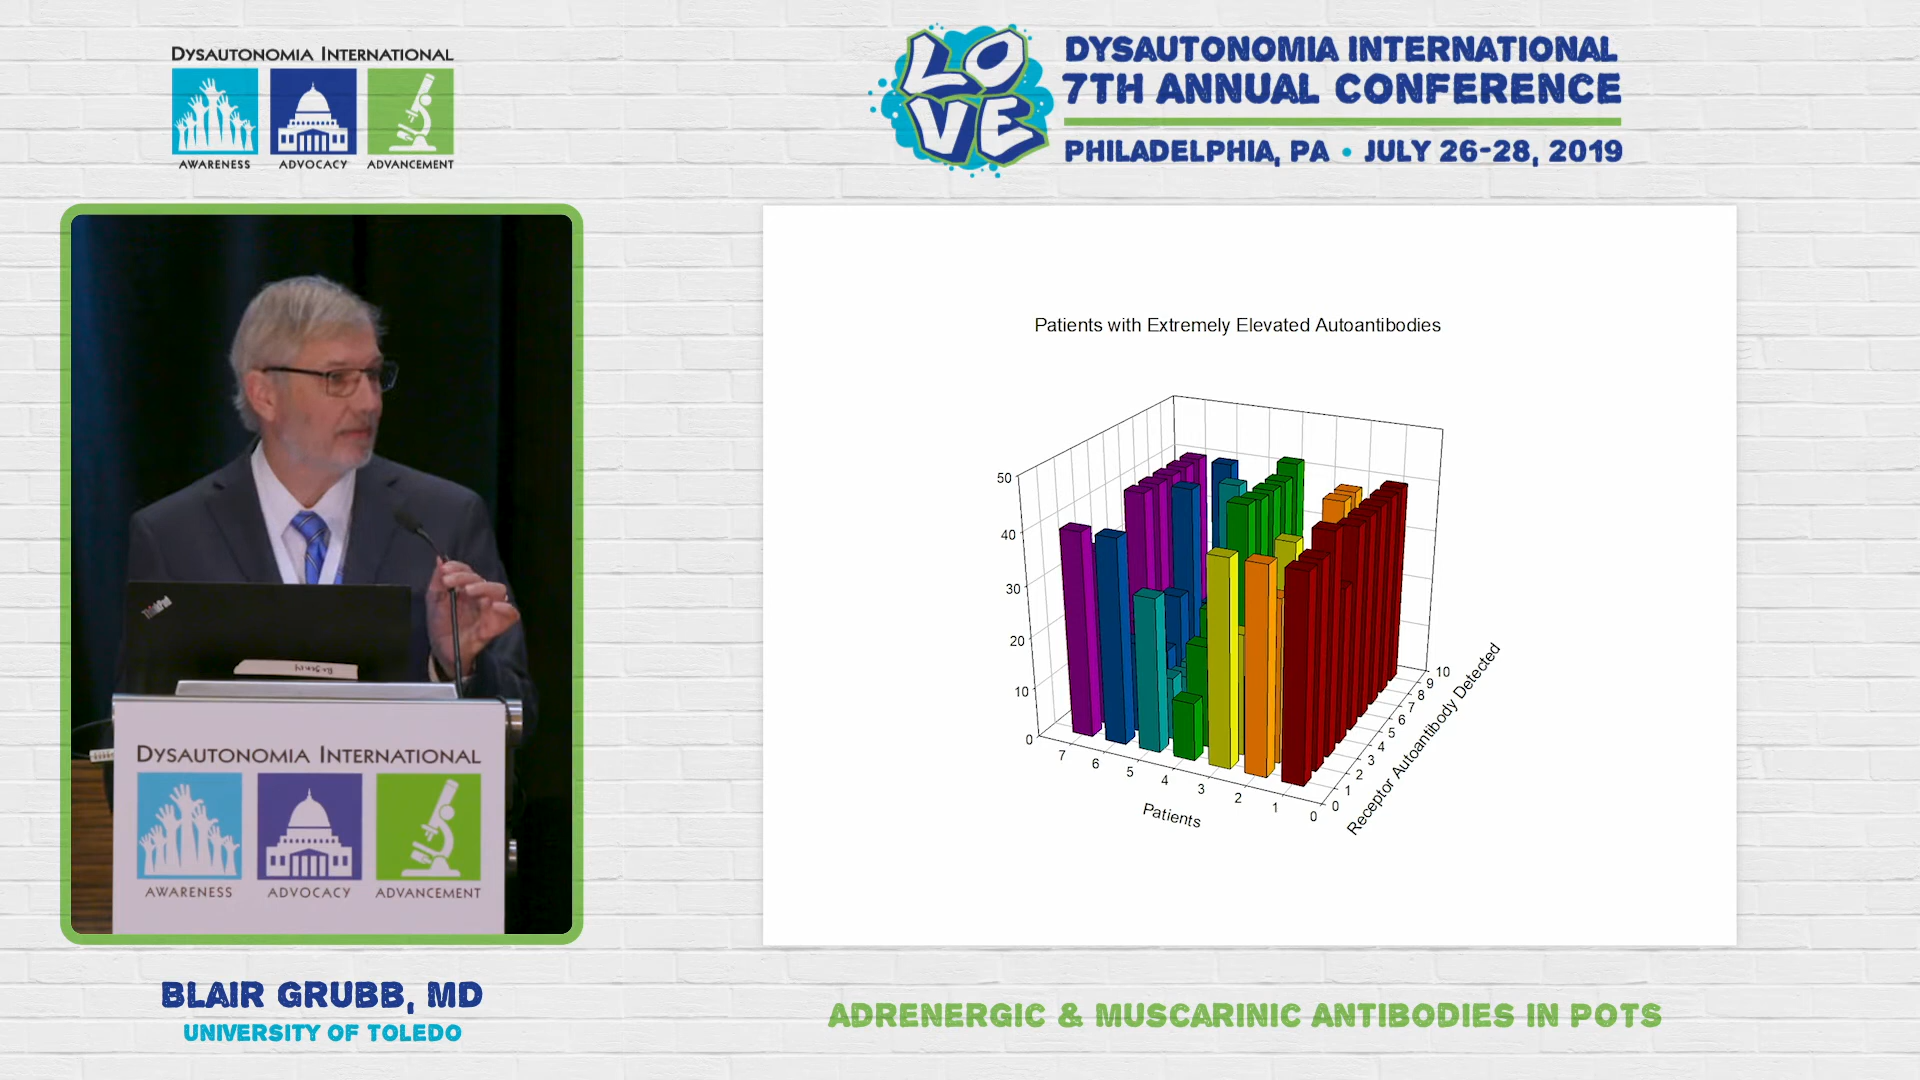 DYSAUTONOMIA INTERNATIONAL
AWARENESS
ADVOCACY
ADVANCEMENT
LOVE
DYSAUTONOMIA INTERNATIONAL
7TH ANNUAL CONFERENCE
PHILADELPHIA, PA • JULY 26-28, 2019
ThinkPad
DYSAUTONOMIA INTERNATIONAL
AWARENESS
ADVOCACY
ADVANCEMENT
BLAIR GRUBB, MD
UNIVERSITY OF TOLEDO
Patients with Extremely Elevated Autoantibodies
50
40
30
20
10
0
7
6
5
4
3
2
1
0
Patients
0
1
2
3
4
5
6
7
8
9
10
Receptor Autoantibody Detected
ADRENERGIC & MUSCARINIC ANTIBODIES IN POTS